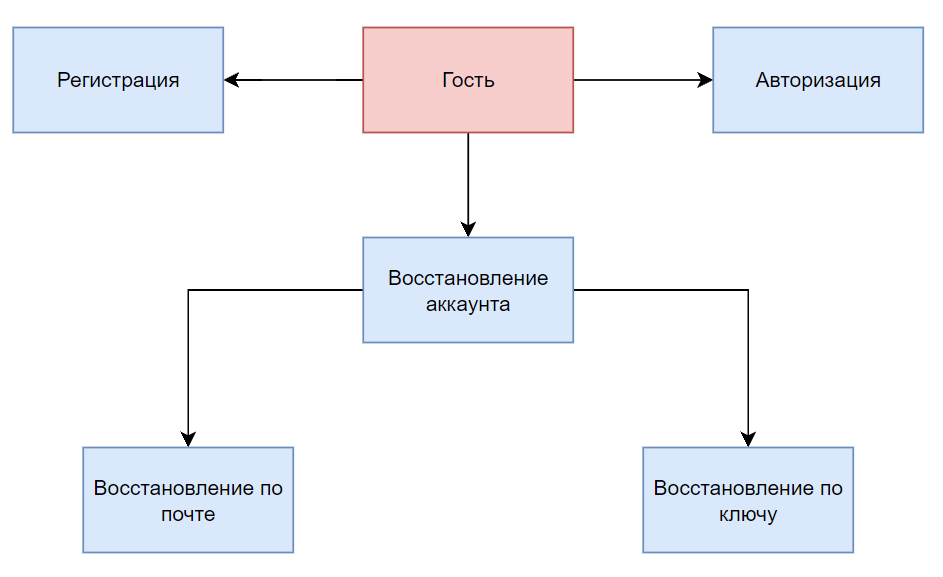 Регистрация
Гость
Авторизация
Восстановление
аккаунта
Восстановление по
почте
Восстановление по
ключу